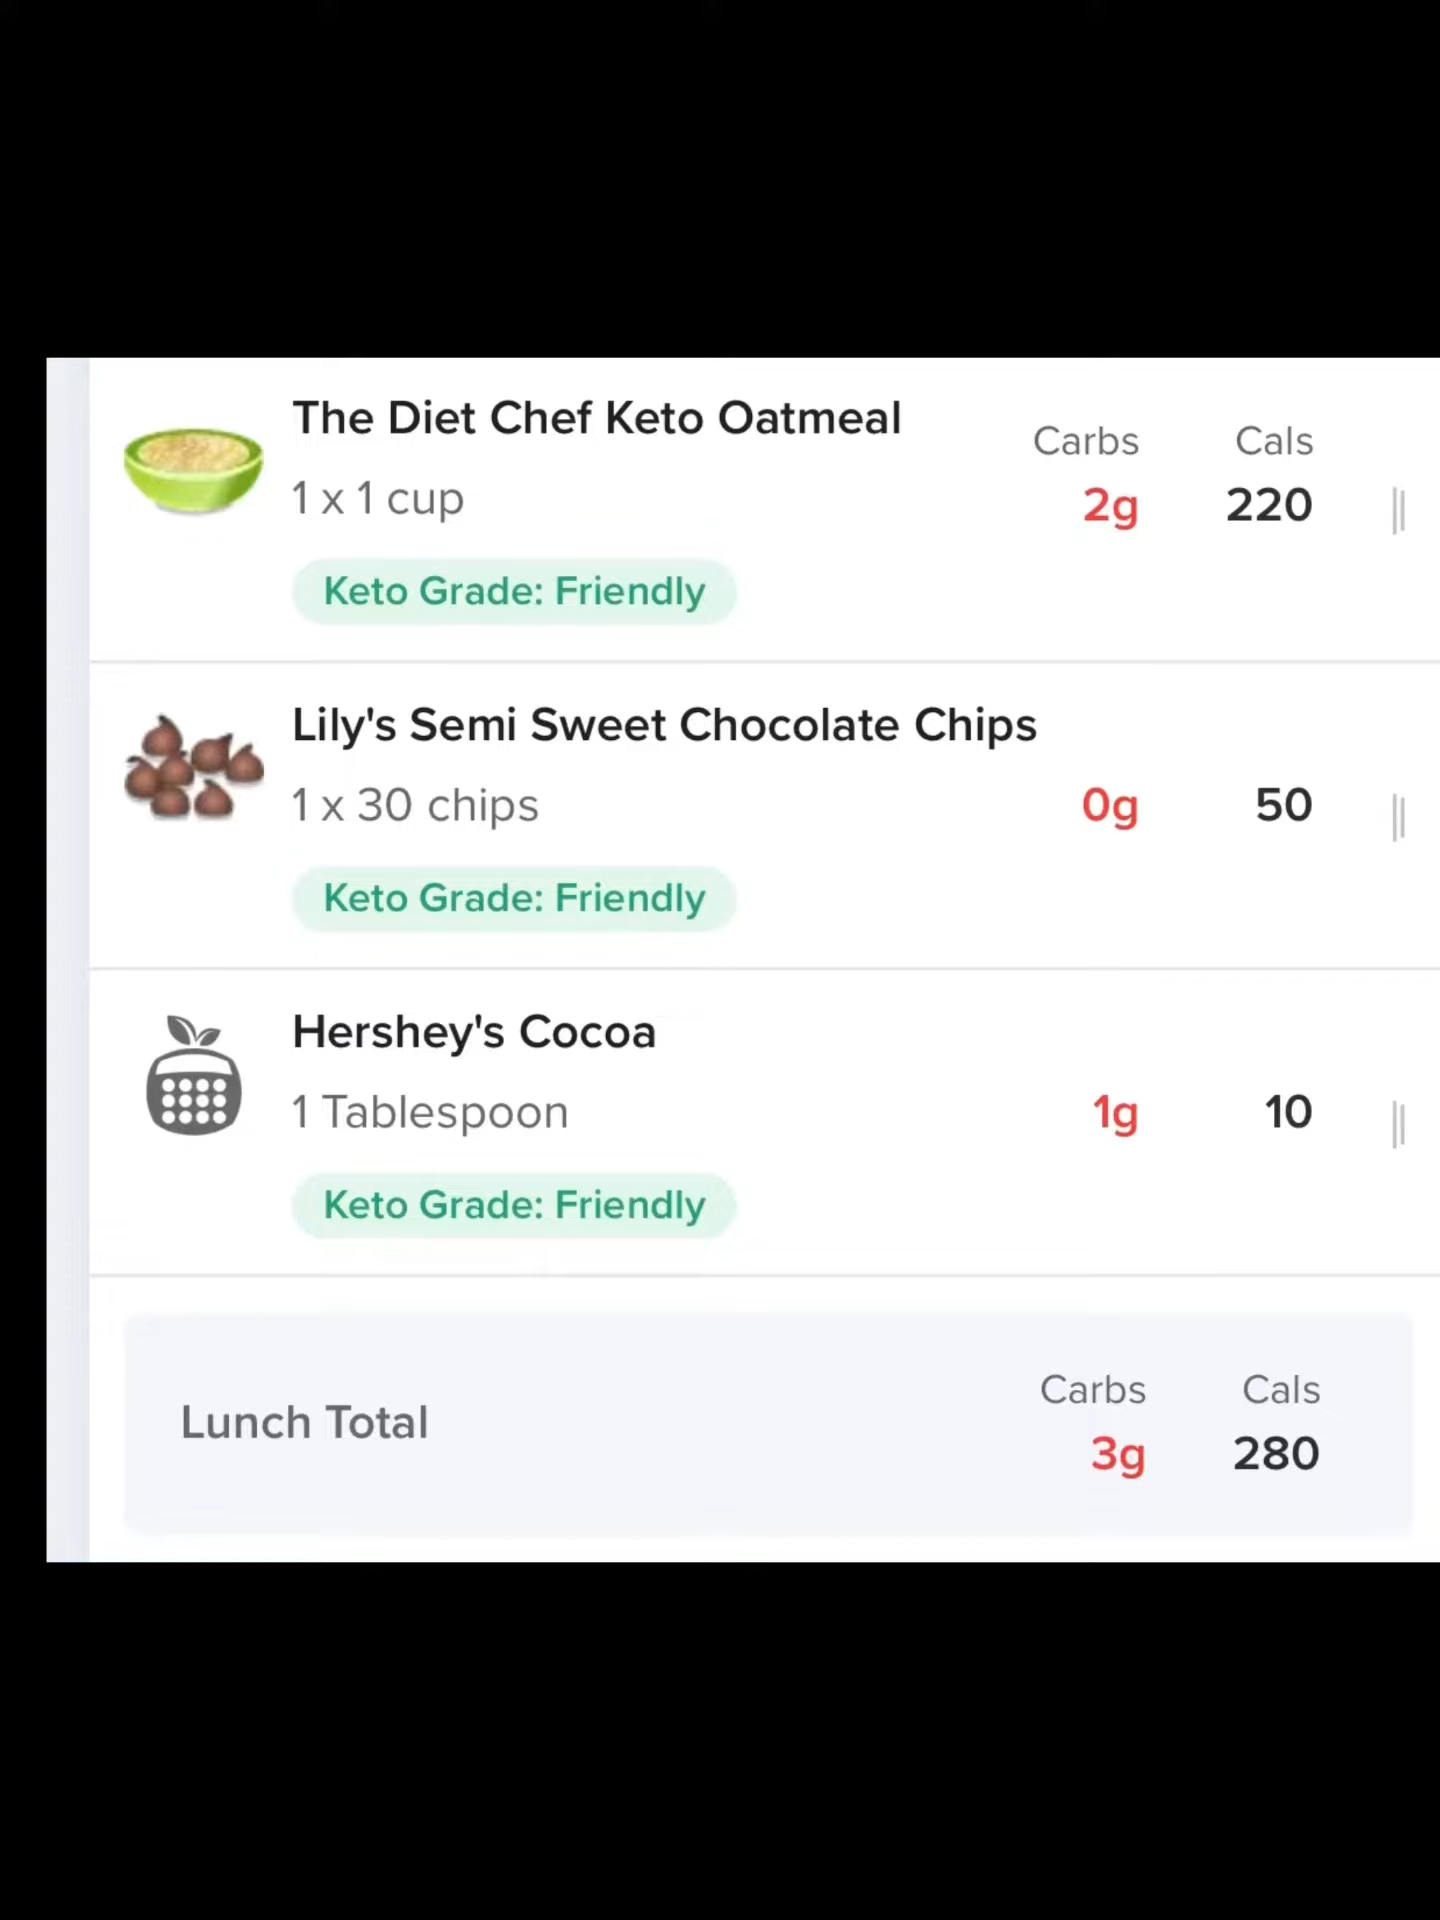 The Diet Chef Keto Oatmeal
Carbs Cals
1 x 1 cup
2g 220
Keto Grade: Friendly
Lily's Semi Sweet Chocolate Chips
1 x 30 chips
0g 50
Keto Grade: Friendly
Hershey's Cocoa
1 Tablespoon
1g 10
Keto Grade: Friendly
Carbs Cals
Lunch Total
3g 280